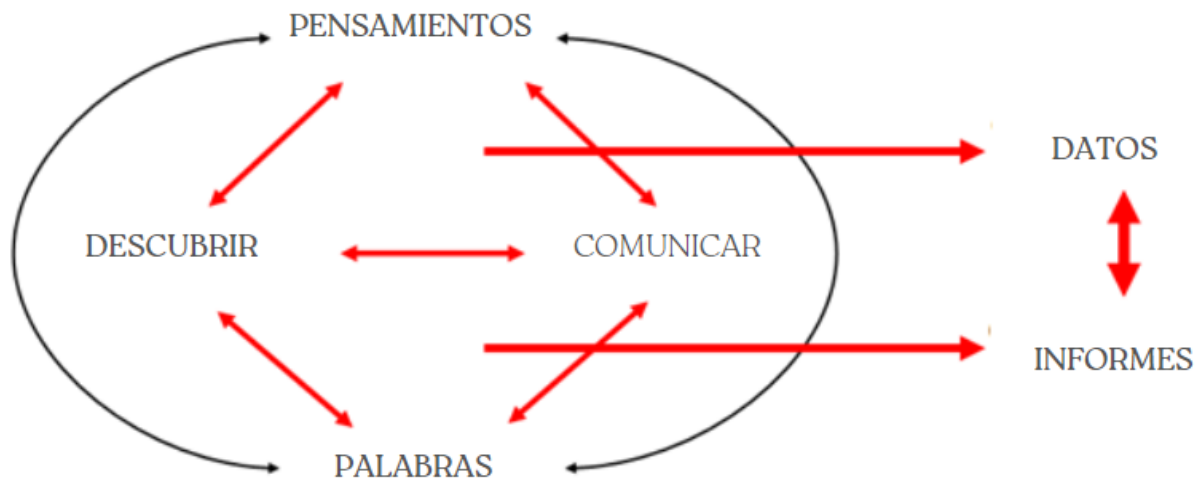 PENSAMIENTOS
DATOS
DESCUBRIR
COMUNICAR
INFORMES
PALABRAS